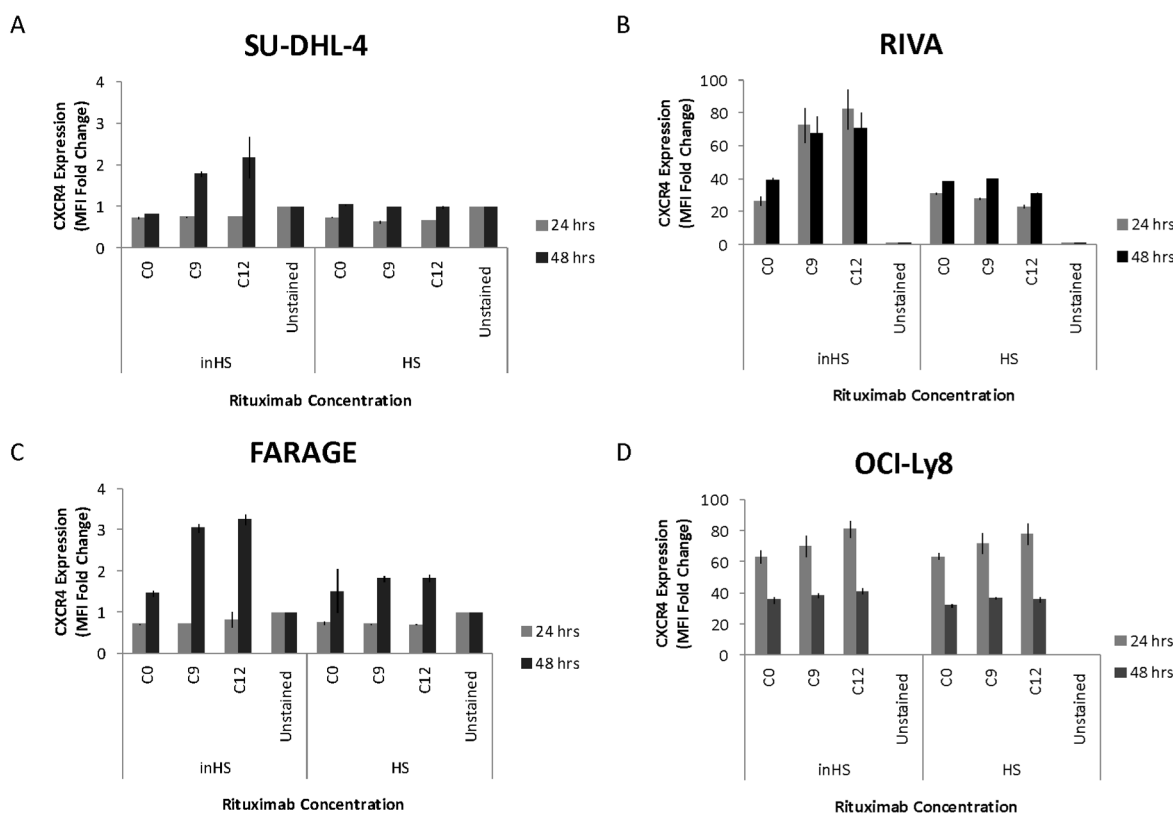 A
SU-DHL-4
CXCR4 Expression
(MFI Fold Change)
4
3
2
1
0
C0
C9
C12
Unstained
C0
C9
C12
Unstained
inHS
HS
Rituximab Concentration
24 hrs
48 hrs
B
RIVA
CXCR4 Expression
(MFI Fold Change)
100
80
60
40
20
0
C0
C9
C12
Unstained
C0
C9
C12
Unstained
inHS
HS
Rituximab Concentration
24 hrs
48 hrs
C
FARAGE
CXCR4 Expression
(MFI Fold Change)
4
3
2
1
0
C0
C9
C12
Unstained
C0
C9
C12
Unstained
inHS
HS
Rituximab Concentration
24 hrs
48 hrs
D
OCI-Ly8
CXCR4 Expression
(MFI Fold Change)
100
80
60
40
20
0
C0
C9
C12
Unstained
C0
C9
C12
Unstained
inHS
HS
Rituximab Concentration
24 hrs
48 hrs